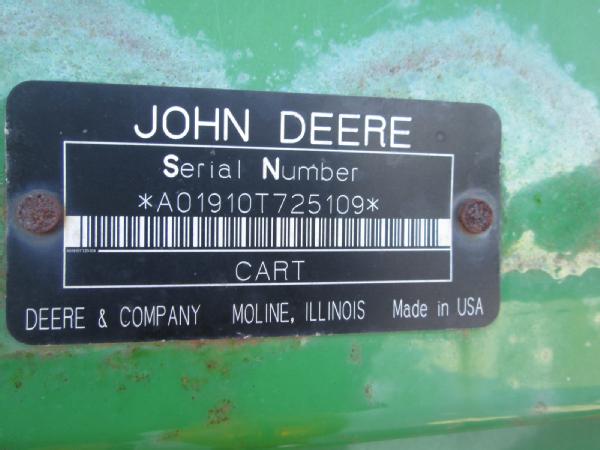 JOHN DEERE
Serial Number
*A01910T725109*
CART
DEERE & COMPANY MOLINE, ILLINOIS Made in USA